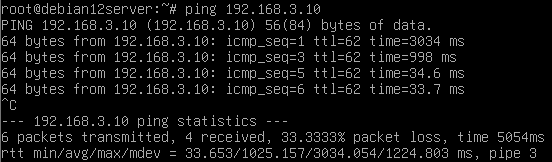 root@debian12server:~# ping 192.168.3.10
PING 192.168.3.10 (192.168.3.10) 56(84) bytes of data.
64 bytes from 192.168.3.10: icmp_seq=1 ttl=62 time=3034 ms
64 bytes from 192.168.3.10: icmp_seq=3 ttl=62 time=998 ms
64 bytes from 192.168.3.10: icmp_seq=5 ttl=62 time=34.6 ms
64 bytes from 192.168.3.10: icmp_seq=6 ttl=62 time=33.7 ms
^C
--- 192.168.3.10 ping statistics ---
6 packets transmitted, 4 received, 33.3333% packet loss, time 5054ms
rtt min/avg/max/mdev = 33.653/1025.157/3034.054/1224.803 ms, pipe 3